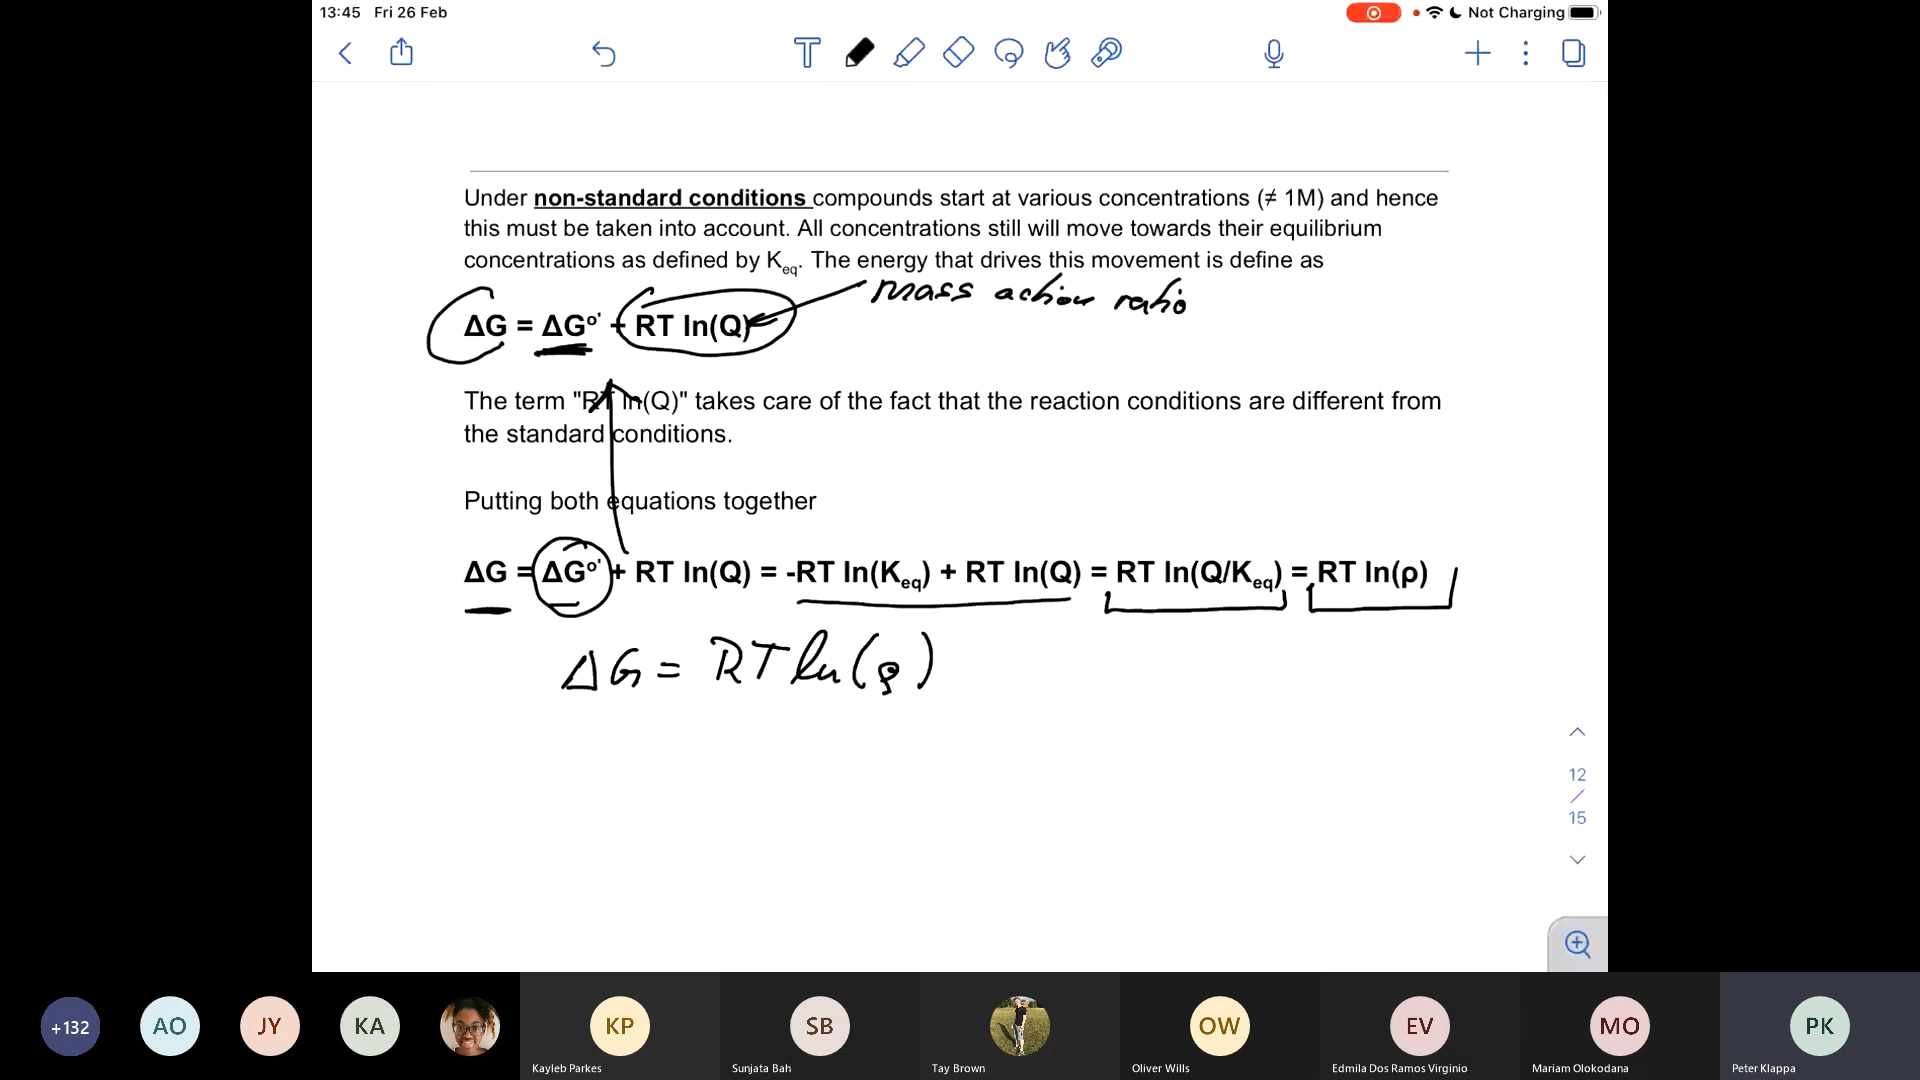 13:45 Fri 26 Feb
Not Charging
T
Under non-standard conditions compounds start at various concentrations (≠ 1M) and hence
this must be taken into account. All concentrations still will move towards their equilibrium
concentrations as defined by Keq. The energy that drives this movement is define as
mass action ratio
ΔG = ΔGº' + RT ln(Q)
The term "RT ln(Q)" takes care of the fact that the reaction conditions are different from
the standard conditions.
Putting both equations together
ΔG = ΔGº' + RT ln(Q) = -RT ln(Keq) + RT ln(Q) = RT ln(Q/Keq) = RT ln(ρ)
ΔG = RT ln(ρ)
12
/
15
+132 AO JY KA KP SB OW EV MO PK
Kayleb Parkes Sunjata Bah Tay Brown Oliver Wills Edmila Dos Ramos Virginio Mariam Olokodana Peter Klappa